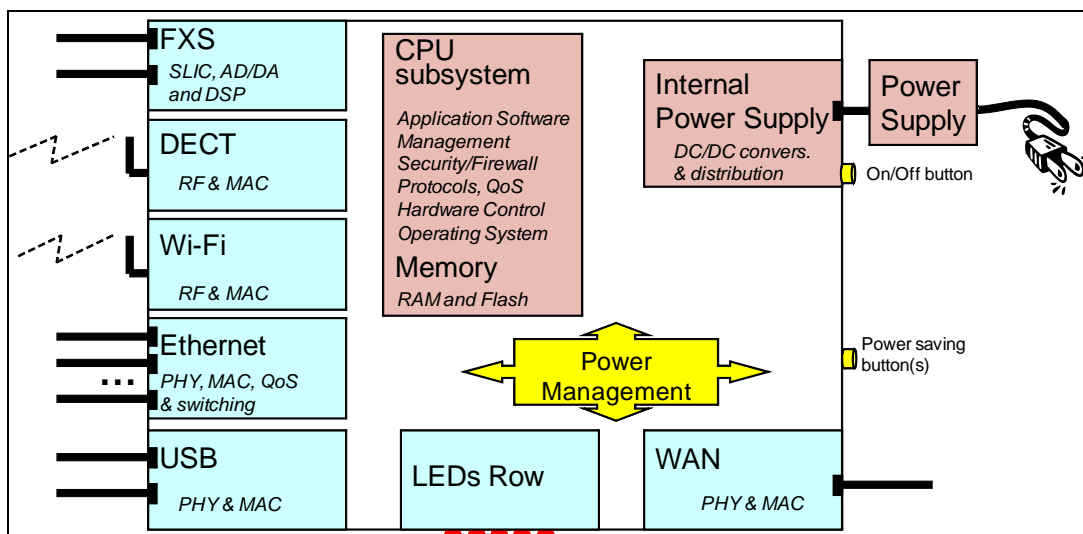 FXS
SLIC, AD/DA
and DSP
DECT
RF & MAC
Wi-Fi
RF & MAC
Ethernet
PHY, MAC, QoS
& switching
...
USB
PHY & MAC
CPU
subsystem
Application Software
Management
Security/Firewall
Protocols, QoS
Hardware Control
Operating System
Memory
RAM and Flash
Power
Management
LEDs Row
Internal
Power Supply
DC/DC convers.
& distribution
Power
Supply
On/Off button
Power saving
button(s)
WAN
PHY & MAC